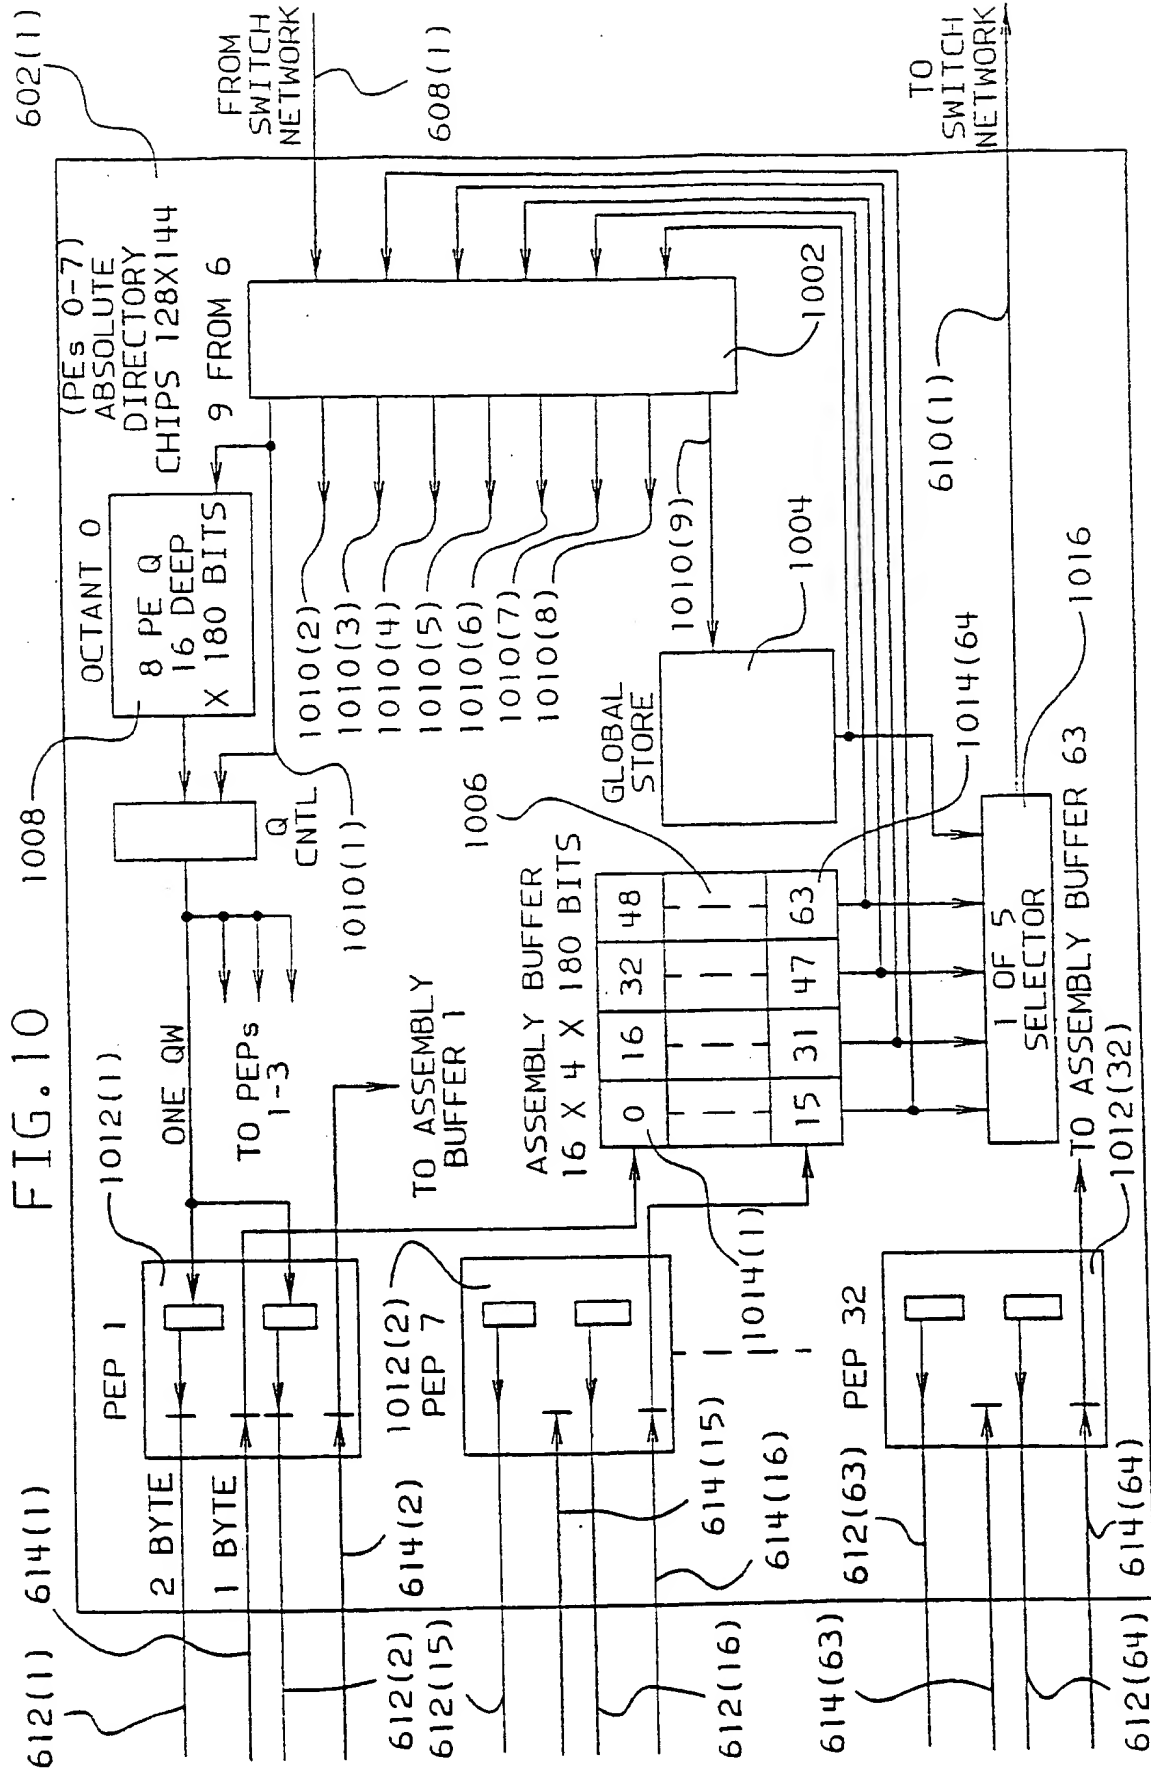 FIG.10
602(1)
(PEs 0-7)
ABSOLUTE
DIRECTORY
CHIPS 128X144
FROM
SWITCH
NETWORK
608(1)
9 FROM 6
1002
OCTANT 0
8 PE Q
16 DEEP
X 180 BITS
1008
Q
CNTL
1010(1)
1010(2)
1010(3)
1010(4)
1010(5)
1010(6)
1010(7)
1010(8)
1010(9)
ONE QW
TO PEPs
1-3
1012(1)
PEP 1
2 BYTE
1 BYTE
612(1)
614(1)
612(2)
614(2)
TO ASSEMBLY
BUFFER 1
1012(2)
PEP 7
612(15)
614(15)
612(16)
614(16)
ASSEMBLY BUFFER
16 X 4 X 180 BITS
1006
0
16
32
48
15
31
47
63
1014(1)
1014(64)
GLOBAL
STORE
1004
TO
SWITCH
NETWORK
610(1)
1 OF 5
SELECTOR
1016
TO ASSEMBLY BUFFER 63
1012(32)
PEP 32
612(63)
614(63)
612(64)
614(64)